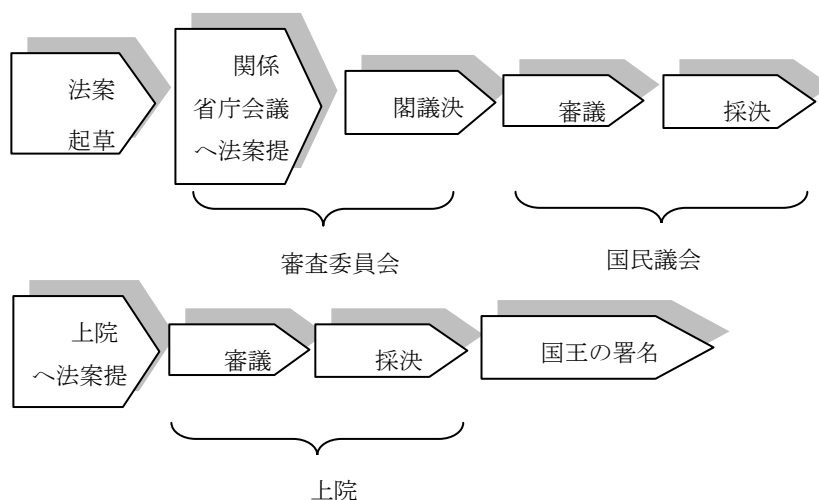 法案
起草
関係
省庁会議
へ法案提
閣議決
審議
採決
審査委員会
国民議会
上院
へ法案提
審議
採決
国王の署名
上院